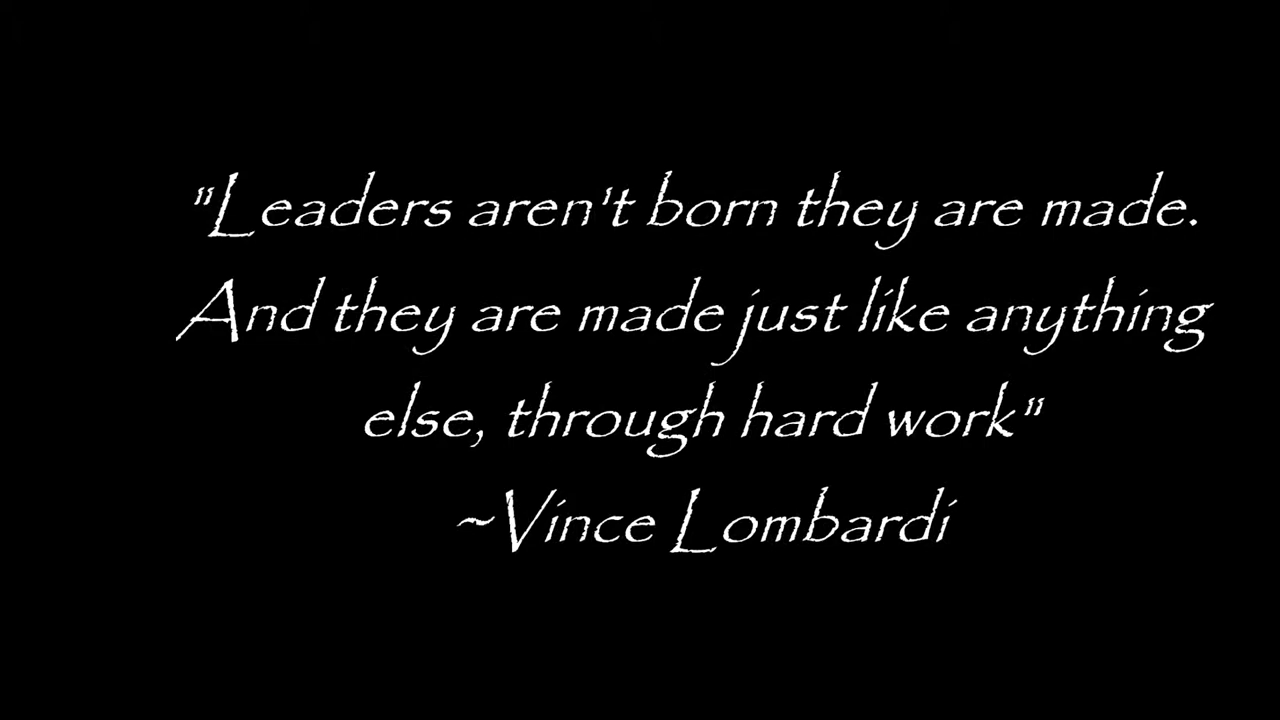 "Leaders aren't born they are made.
And they are made just like anything
else, through hard work"
~Vince Lombardi